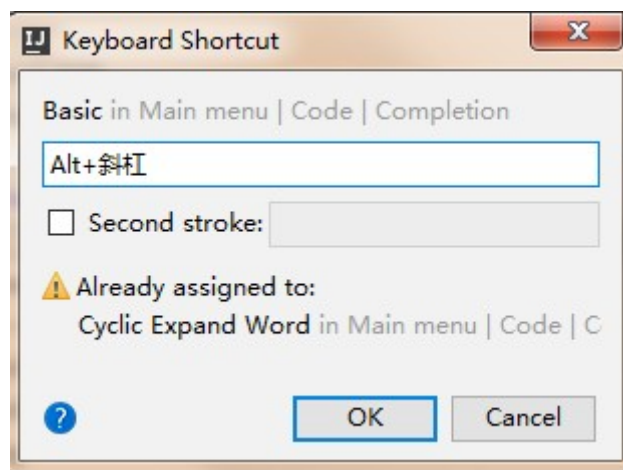 IJ Keyboard Shortcut
Basic in Main menu | Code | Completion
Alt+斜杠
Second stroke:
Already assigned to:
Cyclic Expand Word in Main menu | Code | C
? OK Cancel